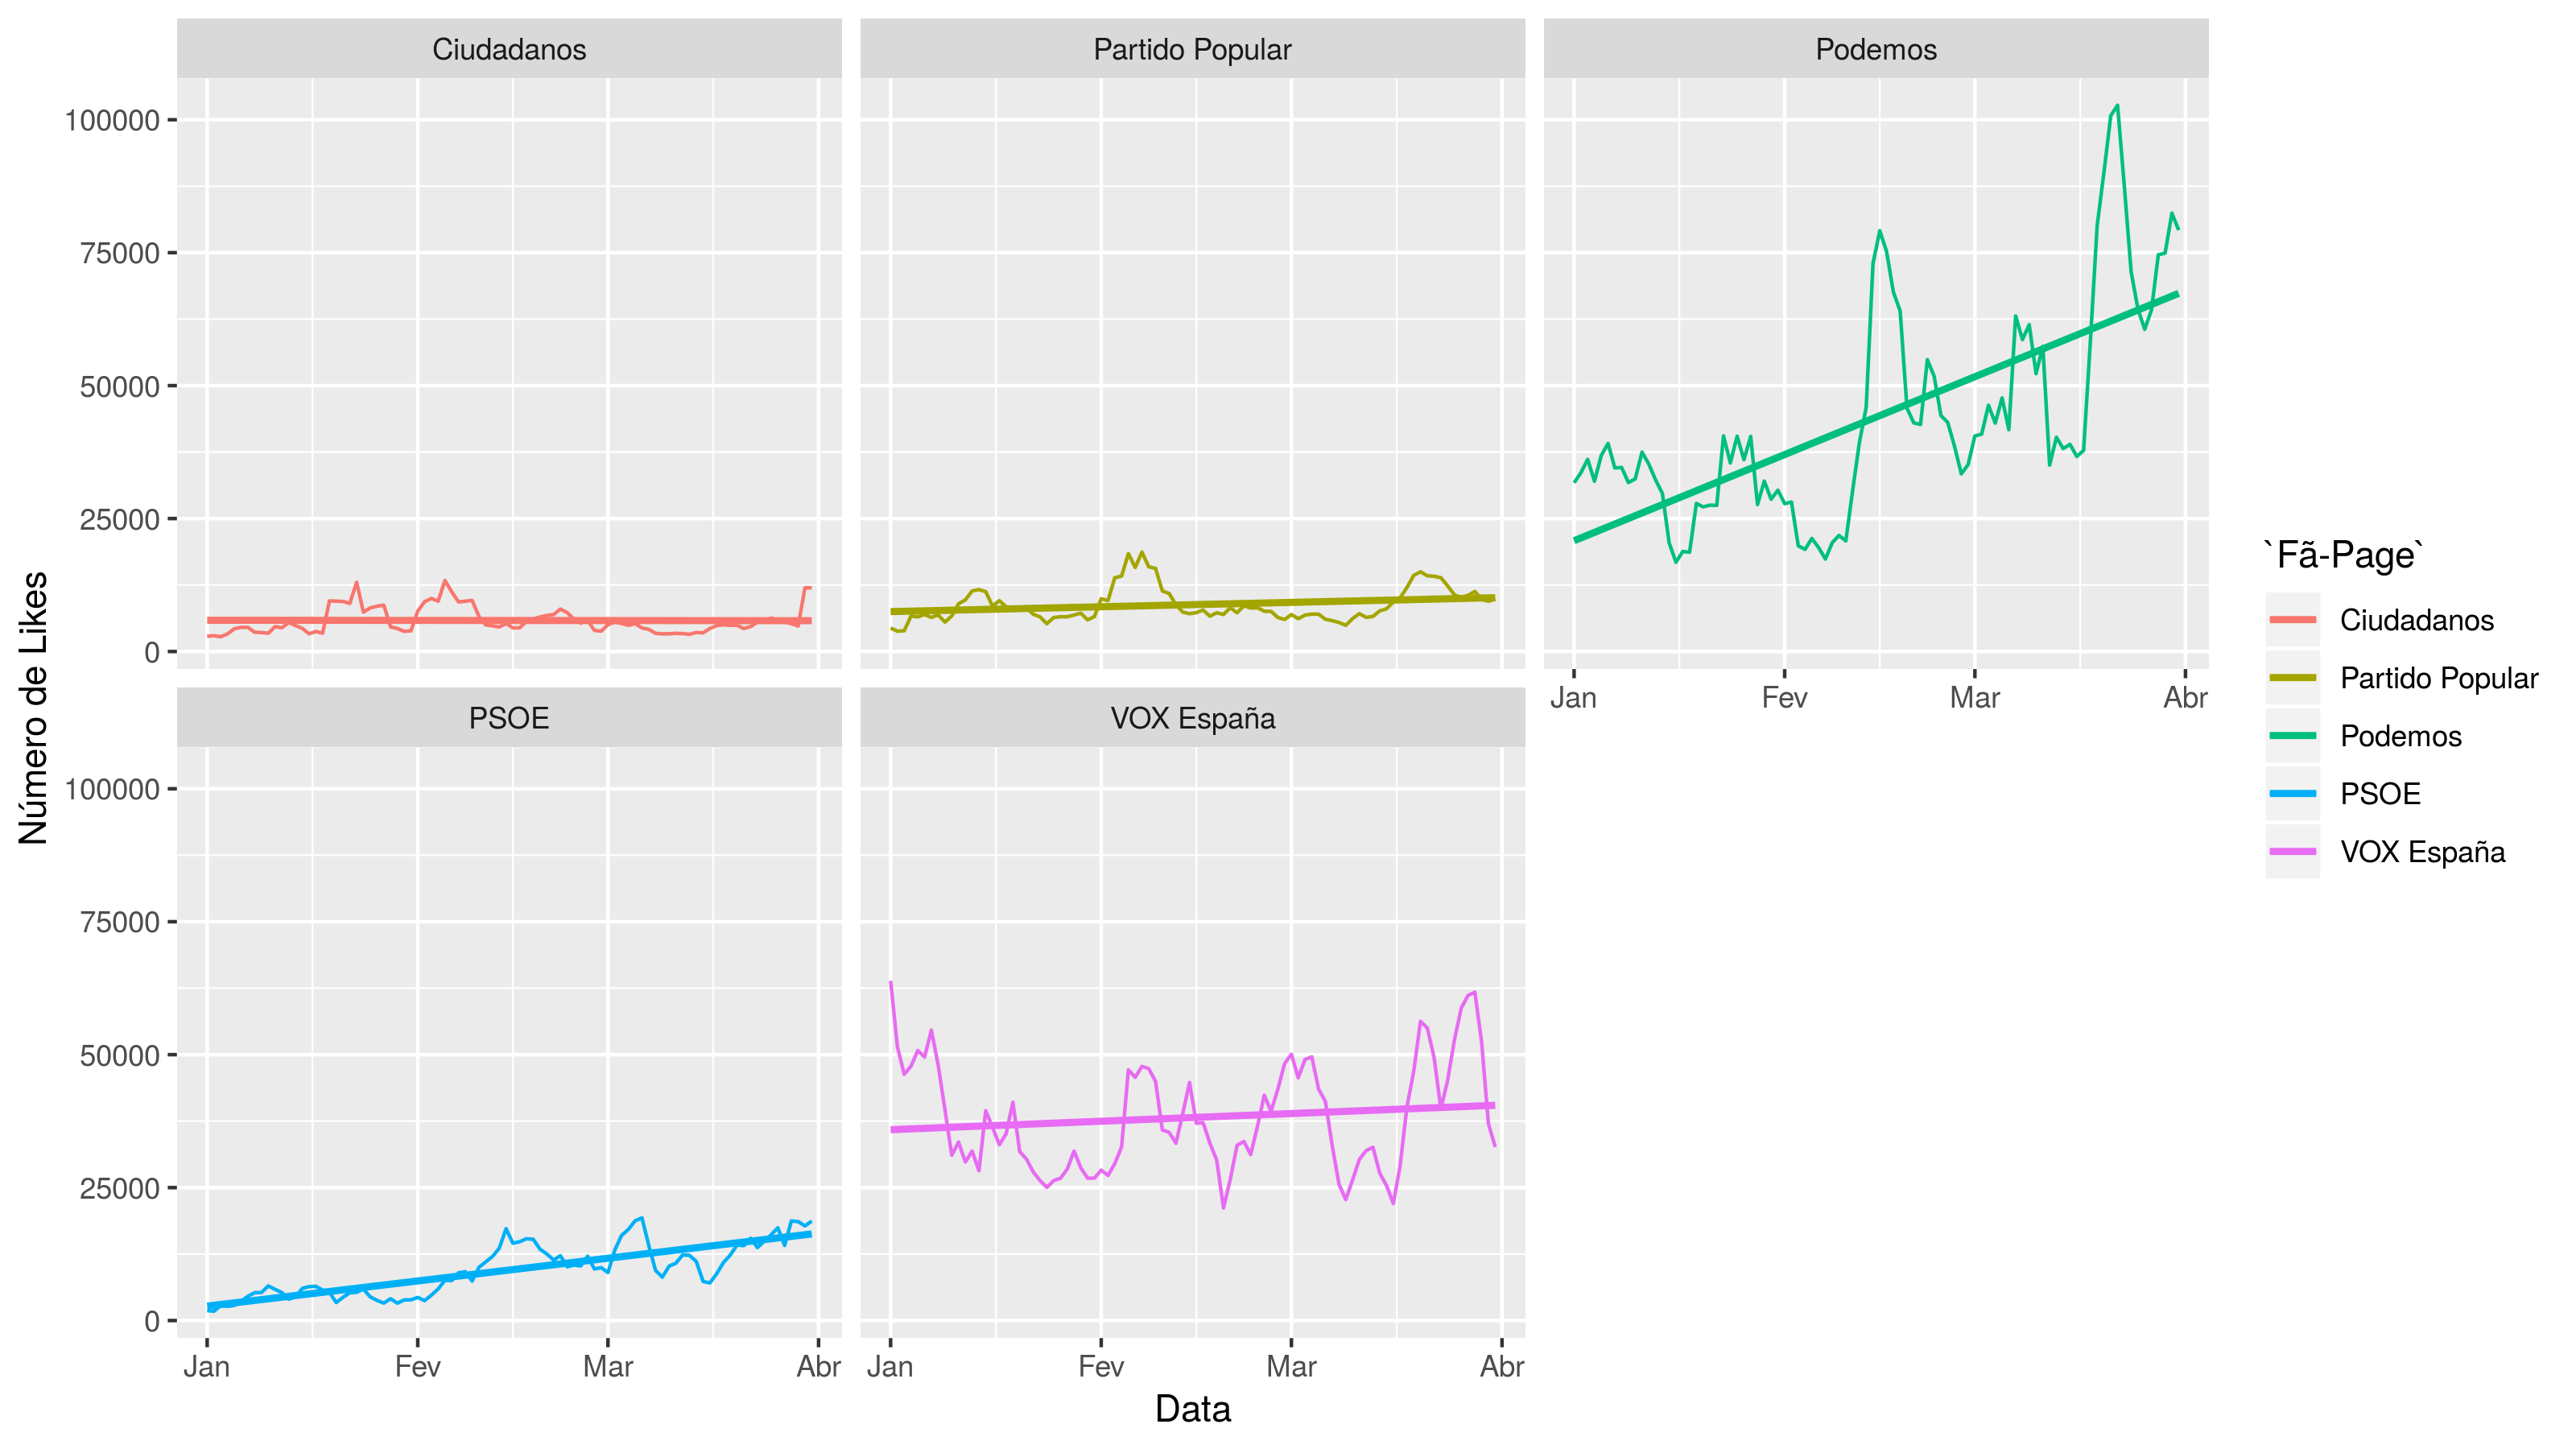 Ciudadanos
Partido Popular
Podemos
100000
75000
50000
25000
0
Jan Fev Mar Abr
PSOE
VOX España
100000
75000
50000
25000
0
Jan Fev Mar Abr
Jan Fev Mar Abr
Número de Likes
Data
`Fã-Page`
Ciudadanos
Partido Popular
Podemos
PSOE
VOX España